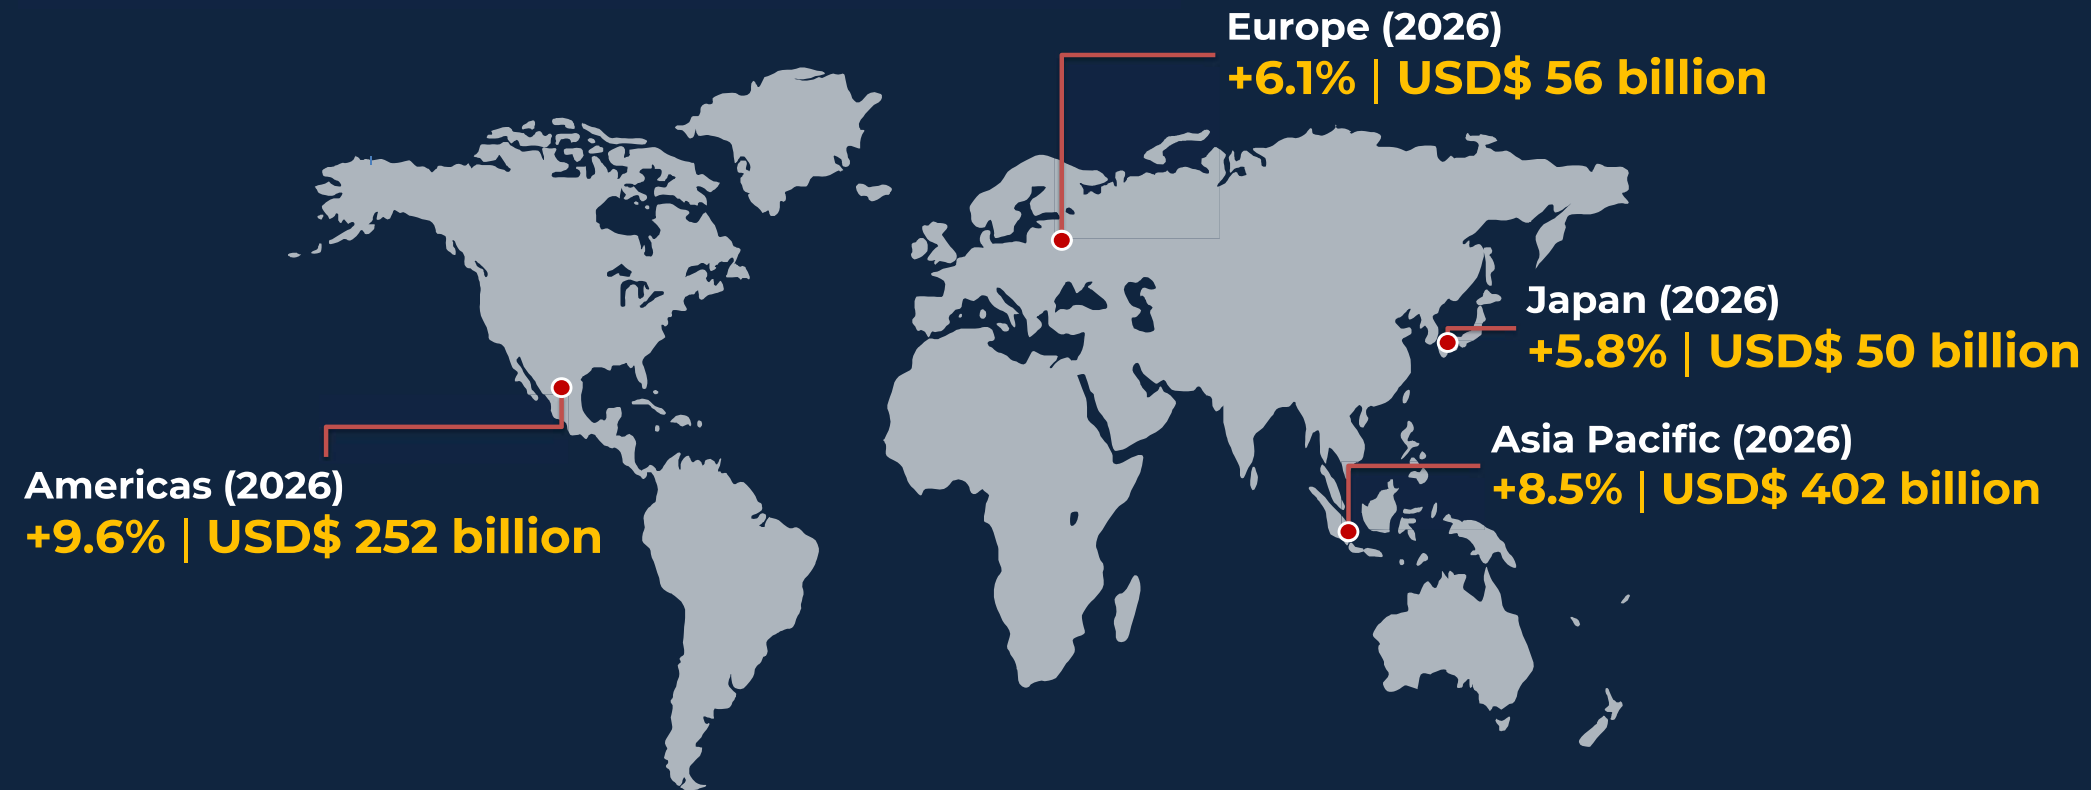 Europe (2026)
+6.1% | USD$ 56 billion
Japan (2026)
+5.8% | USD$ 50 billion
Asia Pacific (2026)
+8.5% | USD$ 402 billion
Americas (2026)
+9.6% | USD$ 252 billion